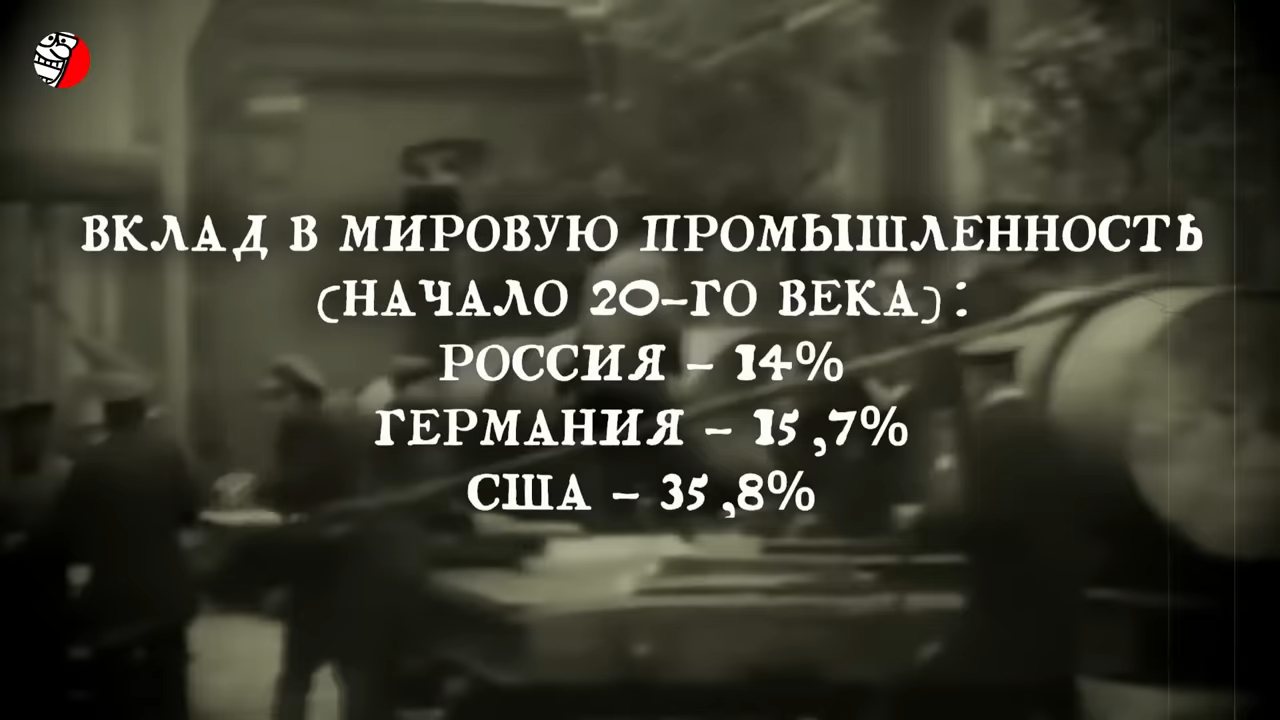 ВКЛАД В МИРОВУЮ ПРОМЫШЛЕННОСТЬ
(НАЧАЛО 20-ГО ВЕКА):
РОССИЯ - 14%
ГЕРМАНИЯ - 15,7%
США - 35,8%